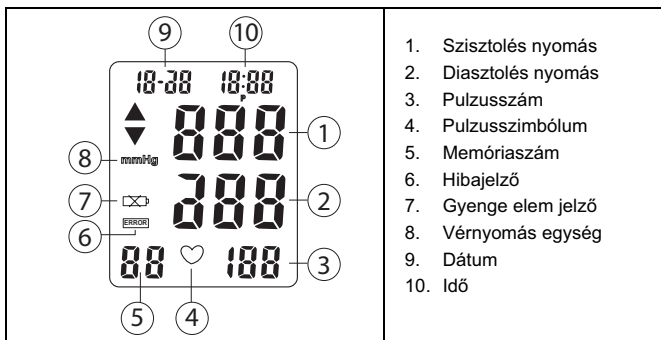 9 10
18-38 18:88
P
888 1
8 mmHg
7
288 2
6 ERROR
88 188 3
5 4
1. Szisztolés nyomás
2. Diasztolés nyomás
3. Pulzusszám
4. Pulzusszimbólum
5. Memóriaszám
6. Hibajelző
7. Gyenge elem jelző
8. Vérnyomás egység
9. Dátum
10. Idő